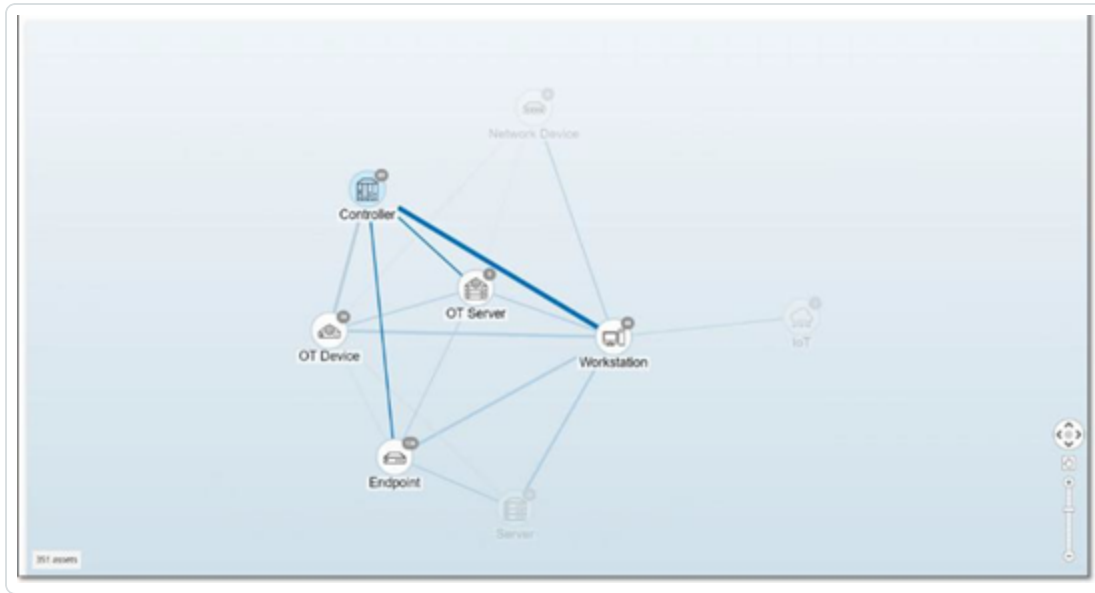 Network Device
Controller
OT Server
OT Device
Workstation
IoT
Endpoint
Server
351 assets